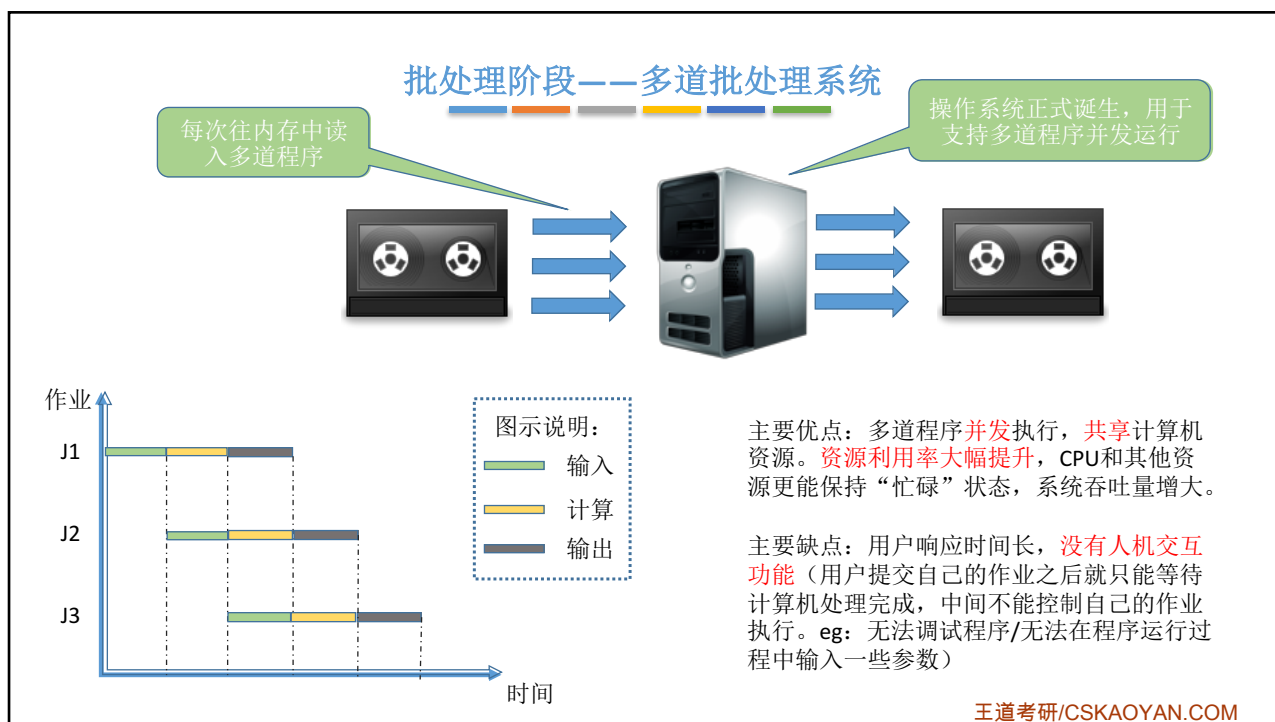 批处理阶段——多道批处理系统
每次往内存中读
入多道程序
操作系统正式诞生，用于
支持多道程序并发运行
作业
J1
J2
J3
时间
图示说明：
输入
计算
输出
主要优点：多道程序并发执行，共享计算机
资源。资源利用率大幅提升，CPU和其他资
源更能保持“忙碌”状态，系统吞吐量增大。
主要缺点：用户响应时间长，没有人机交互
功能（用户提交自己的作业之后就只能等待
计算机处理完成，中间不能控制自己的作业
执行。eg：无法调试程序/无法在程序运行过
程中输入一些参数）
王道考研/CSKAOYAN.COM